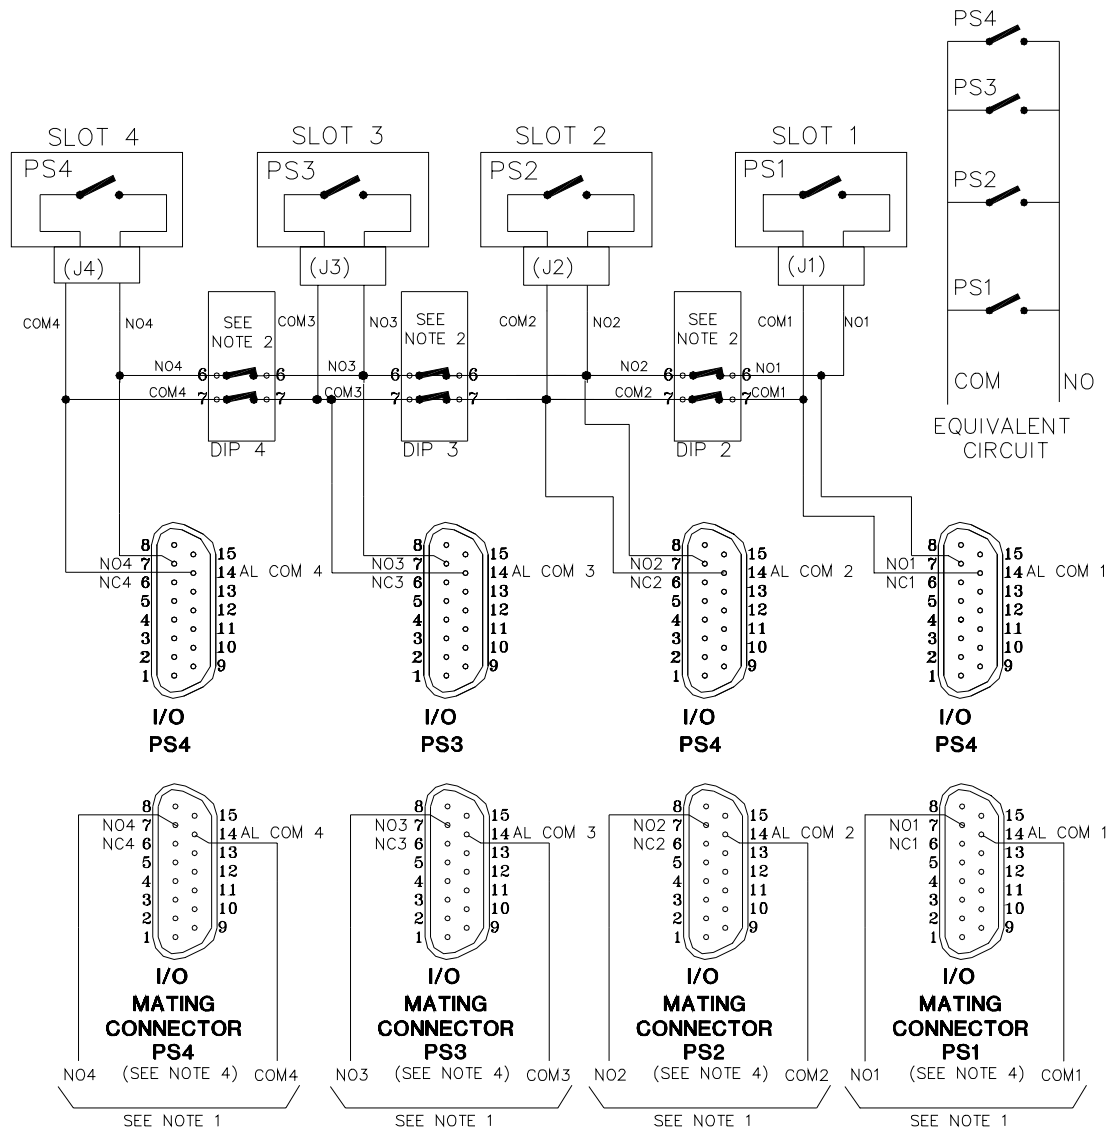 PS4
PS3
PS2
PS1
COM NO
EQUIVALENT
CIRCUIT
SLOT 4 SLOT 3 SLOT 2 SLOT 1
PS4 PS3 PS2 PS1
(J4) (J3) (J2) (J1)
COM4 NO4 SEE NOTE 2 COM3 NO3 SEE NOTE 2 COM2 NO2 SEE NOTE 2 COM1 NO1
NO4 6 6 NO3 6 6 NO2 6 6 NO1
COM4 7 7 COM3 7 7 COM2 7 7 COM1
DIP 4 DIP 3 DIP 2
8 8 8 8
15 15 15 15
NO4 7 NO3 7 NO2 7 NO1 7
14 AL COM 4 14 AL COM 3 14 AL COM 2 14 AL COM 1
NC4 6 NC3 6 NC2 6 NC1 6
13 13 13 13
5 5 5 5
12 12 12 12
4 4 4 4
11 11 11 11
3 3 3 3
10 10 10 10
2 2 2 2
9 9 9 9
1 1 1 1
I/O I/O I/O I/O
PS4 PS3 PS4 PS4
8 8 8 8
15 15 15 15
NO4 7 NO3 7 NO2 7 NO1 7
14 AL COM 4 14 AL COM 3 14 AL COM 2 14 AL COM 1
NC4 6 NC3 6 NC2 6 NC1 6
13 13 13 13
5 5 5 5
12 12 12 12
4 4 4 4
11 11 11 11
3 3 3 3
10 10 10 10
2 2 2 2
9 9 9 9
1 1 1 1
I/O I/O I/O I/O
MATING MATING MATING MATING
CONNECTOR CONNECTOR CONNECTOR CONNECTOR
PS4 PS3 PS2 PS1
NO4 (SEE NOTE 4) COM4 NO3 (SEE NOTE 4) COM3 NO2 (SEE NOTE 4) COM2 NO1 (SEE NOTE 4) COM1
SEE NOTE 1 SEE NOTE 1 SEE NOTE 1 SEE NOTE 1